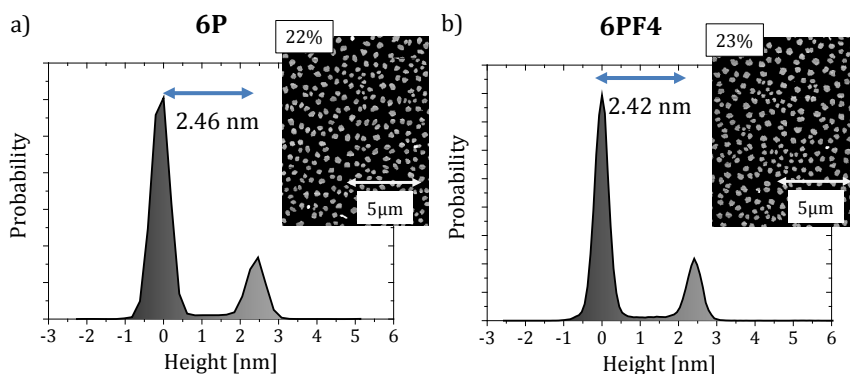 a)
6P
22%
2.46 nm
5μm
Probability
-3 -2 -1 0 1 2 3 4 5 6
Height [nm]
b)
6PF4
23%
2.42 nm
5μm
Probability
-3 -2 -1 0 1 2 3 4 5 6
Height [nm]